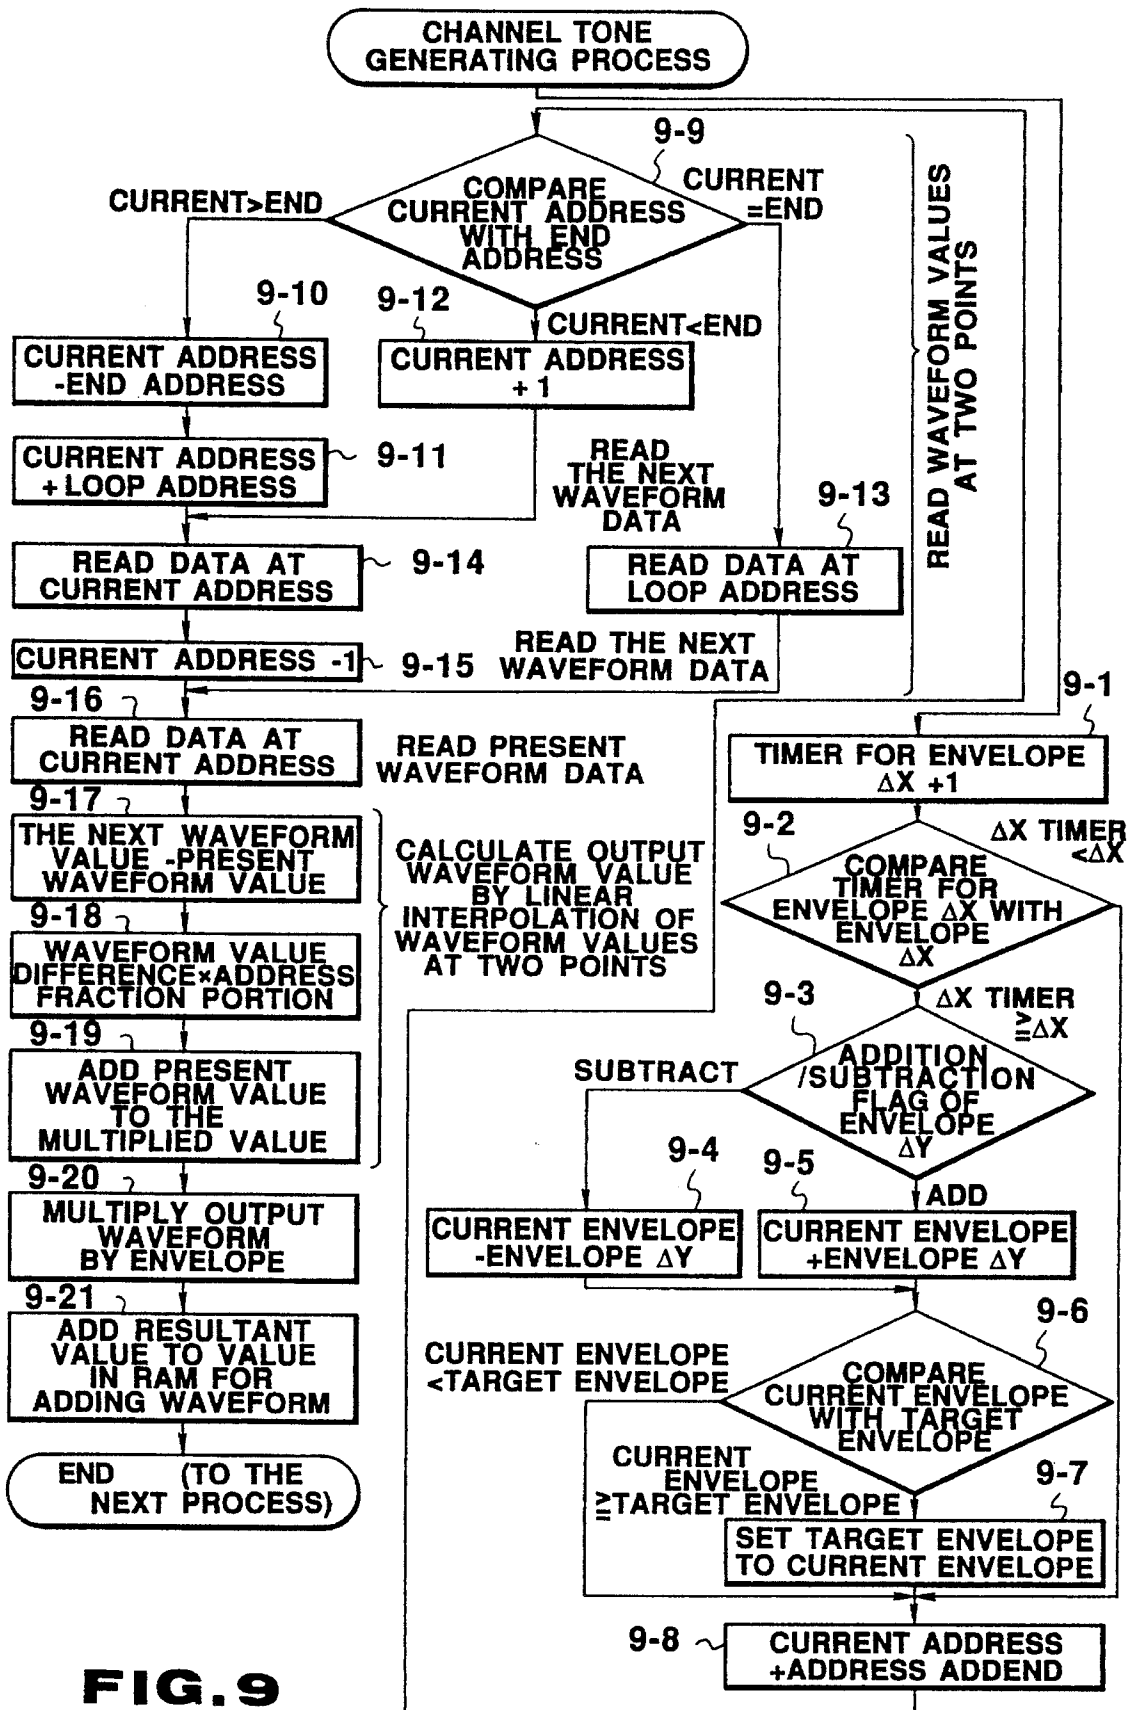 CHANNEL TONE
GENERATING PROCESS
9-9
COMPARE
CURRENT ADDRESS
WITH END
ADDRESS
CURRENT>END
CURRENT
=END
CURRENT<END
READ WAVEFORM VALUES
AT TWO POINTS
9-10
CURRENT ADDRESS
-END ADDRESS
9-12
CURRENT ADDRESS
+1
CURRENT ADDRESS
+LOOP ADDRESS
9-11
READ
THE NEXT
WAVEFORM
DATA
9-13
READ DATA AT
LOOP ADDRESS
READ DATA AT
CURRENT ADDRESS
9-14
CURRENT ADDRESS -1
9-15
READ THE NEXT
WAVEFORM DATA
9-16
READ DATA AT
CURRENT ADDRESS
READ PRESENT
WAVEFORM DATA
9-17
THE NEXT WAVEFORM
VALUE -PRESENT
WAVEFORM VALUE
9-18
WAVEFORM VALUE
DIFFERENCE×ADDRESS
FRACTION PORTION
9-19
ADD PRESENT
WAVEFORM VALUE
TO THE
MULTIPLIED VALUE
CALCULATE OUTPUT
WAVEFORM VALUE
BY LINEAR
INTERPOLATION OF
WAVEFORM VALUES
AT TWO POINTS
9-20
MULTIPLY OUTPUT
WAVEFORM
BY ENVELOPE
9-21
ADD RESULTANT
VALUE TO VALUE
IN RAM FOR
ADDING WAVEFORM
END (TO THE
NEXT PROCESS)
9-1
TIMER FOR ENVELOPE
ΔX +1
9-2
COMPARE
TIMER FOR
ENVELOPE ΔX WITH
ENVELOPE
ΔX
ΔX TIMER
<ΔX
ΔX TIMER
≧ΔX
9-3
ADDITION
/SUBTRACTION
FLAG OF
ENVELOPE
ΔY
SUBTRACT
ADD
9-4
CURRENT ENVELOPE
-ENVELOPE ΔY
9-5
CURRENT ENVELOPE
+ENVELOPE ΔY
9-6
COMPARE
CURRENT ENVELOPE
WITH TARGET
ENVELOPE
CURRENT ENVELOPE
<TARGET ENVELOPE
CURRENT
ENVELOPE
≧TARGET ENVELOPE
9-7
SET TARGET ENVELOPE
TO CURRENT ENVELOPE
9-8
CURRENT ADDRESS
+ADDRESS ADDEND
FIG.9